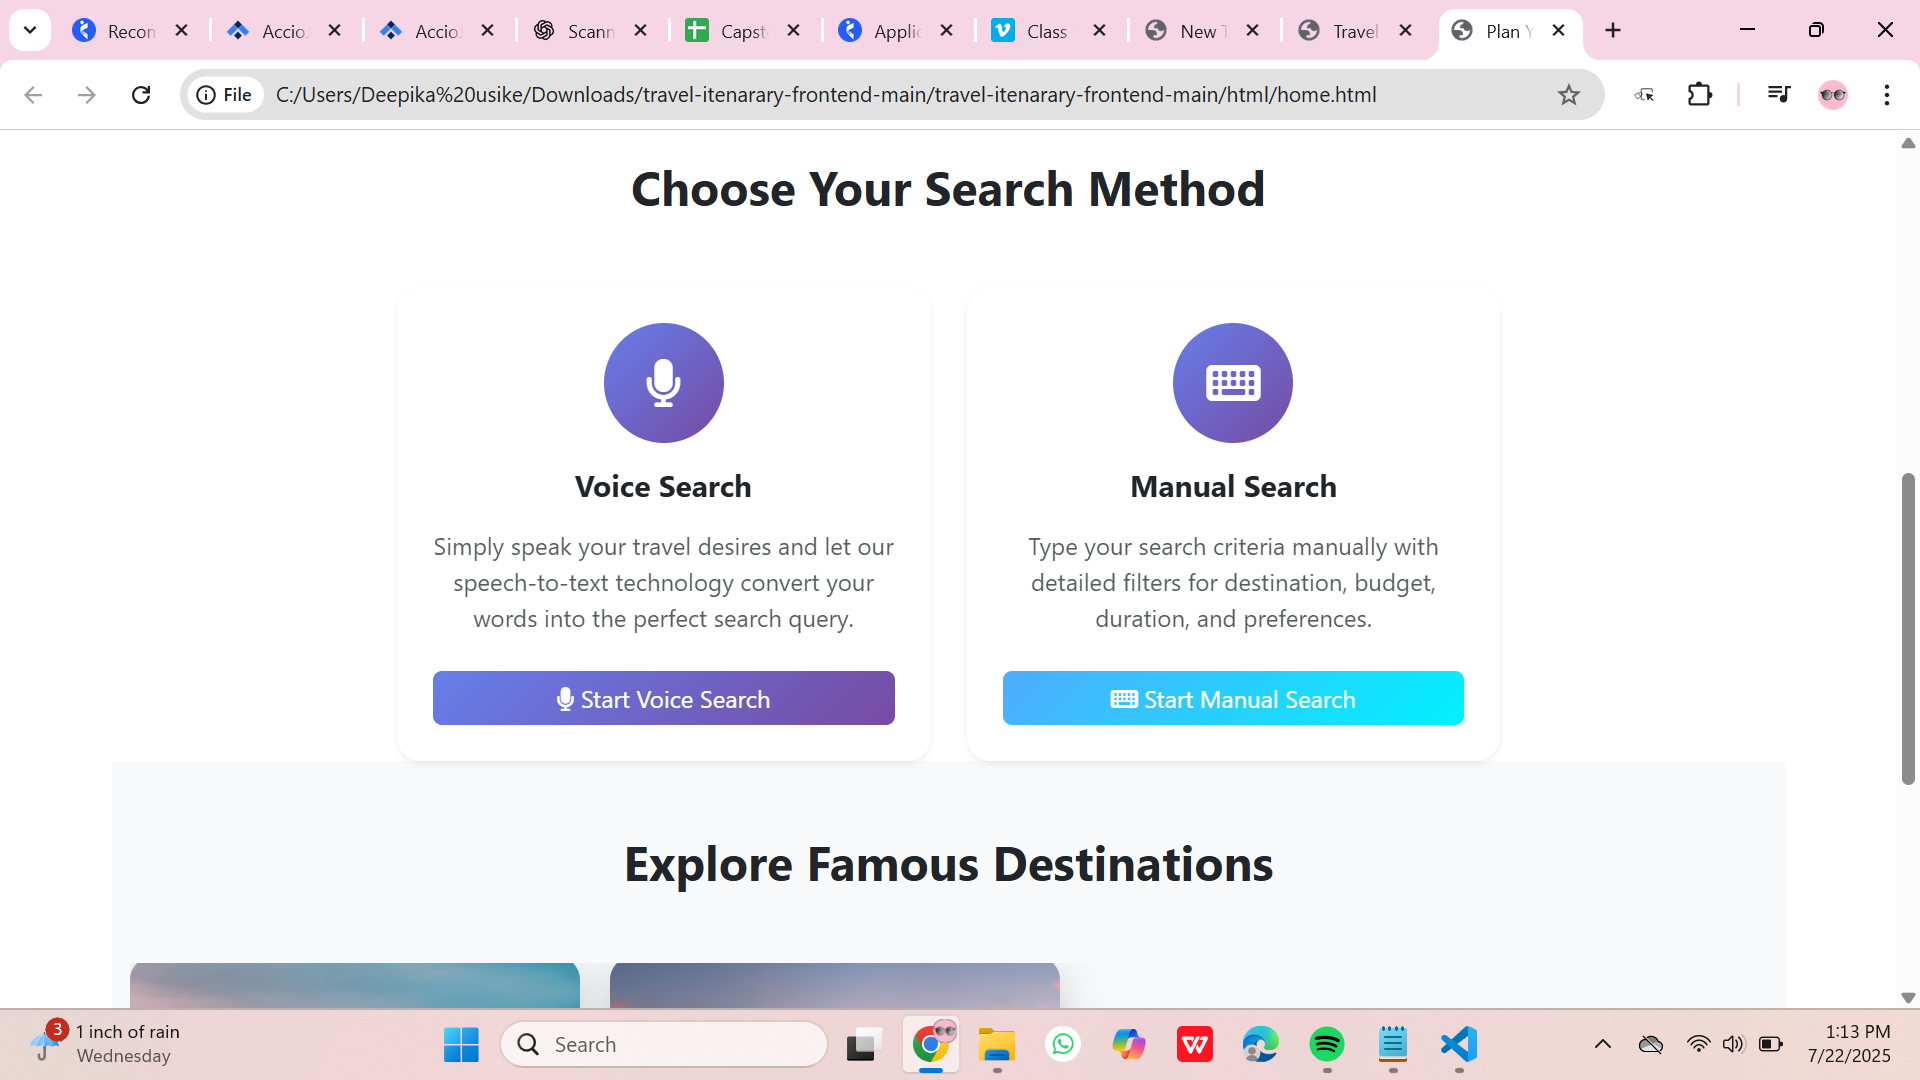 Recon
Accio.
Accio.
Scann
Capst
Applic
Class
New T
Travel
Plan Y
File
C:/Users/Deepika%20usike/Downloads/travel-itenarary-frontend-main/travel-itenarary-frontend-main/html/home.html
Choose Your Search Method
Voice Search
Simply speak your travel desires and let our
speech-to-text technology convert your
words into the perfect search query.
Start Voice Search
Manual Search
Type your search criteria manually with
detailed filters for destination, budget,
duration, and preferences.
Start Manual Search
Explore Famous Destinations
3
1 inch of rain
Wednesday
Search
1:13 PM
7/22/2025